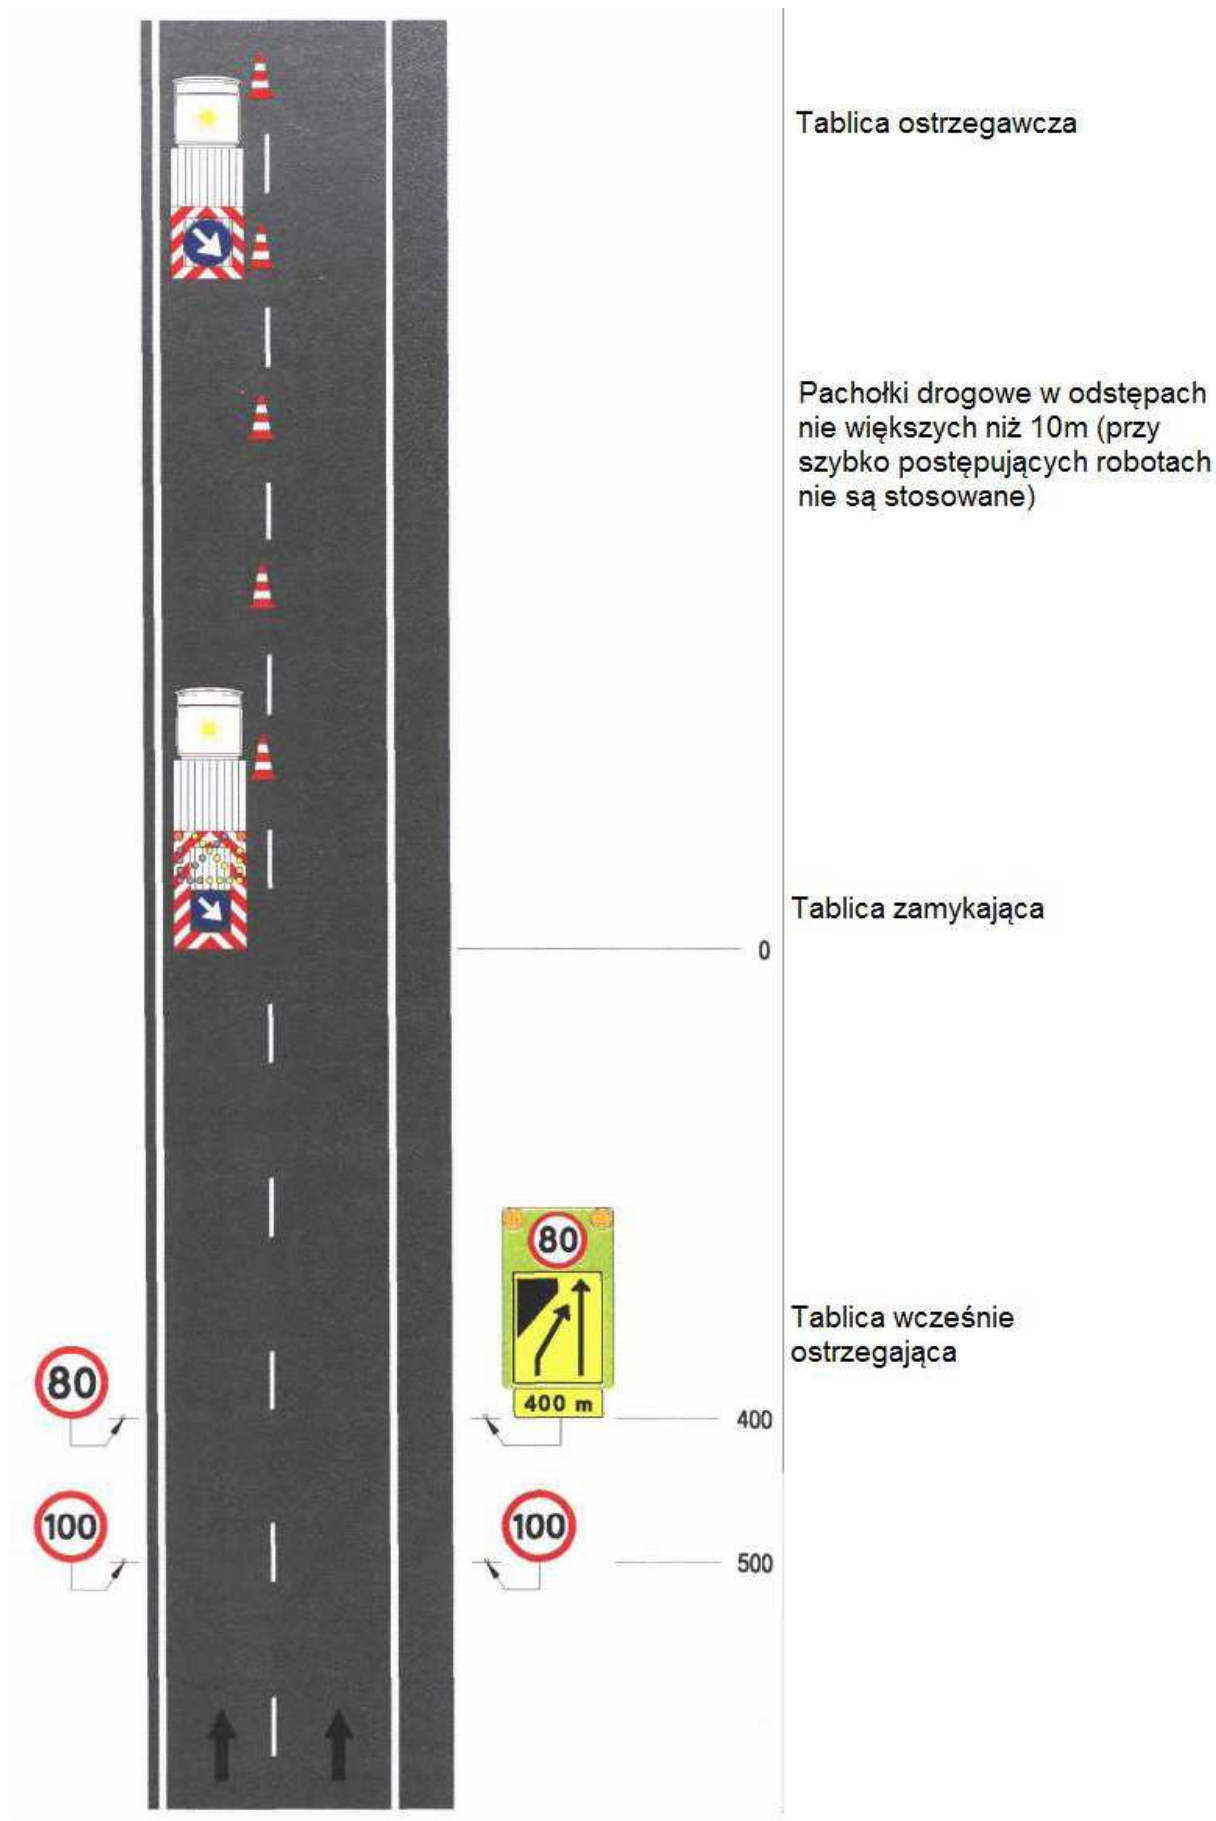 Tablica ostrzegawcza
Pachołki drogowe w odstępach
nie większych niż 10m (przy
szybko postępujących robotach
nie są stosowane)
Tablica zamykająca
0
80
Tablica wcześnie
ostrzegająca
80
400 m
400
100
100
500